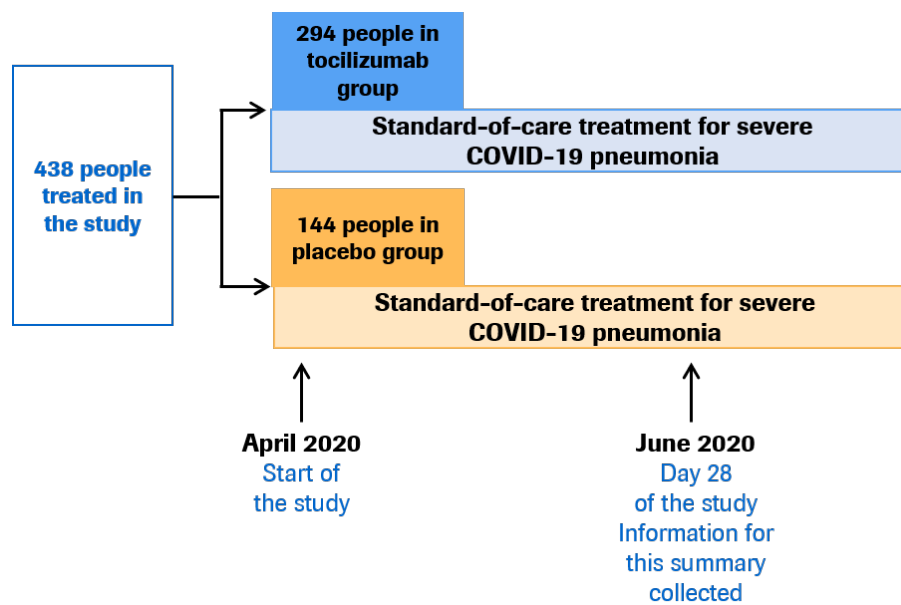 438 people
treated in
the study
294 people in
tocilizumab
group
Standard-of-care treatment for severe
COVID-19 pneumonia
144 people in
placebo group
Standard-of-care treatment for severe
COVID-19 pneumonia
April 2020
Start of
the study
June 2020
Day 28
of the study
Information for
this summary
collected